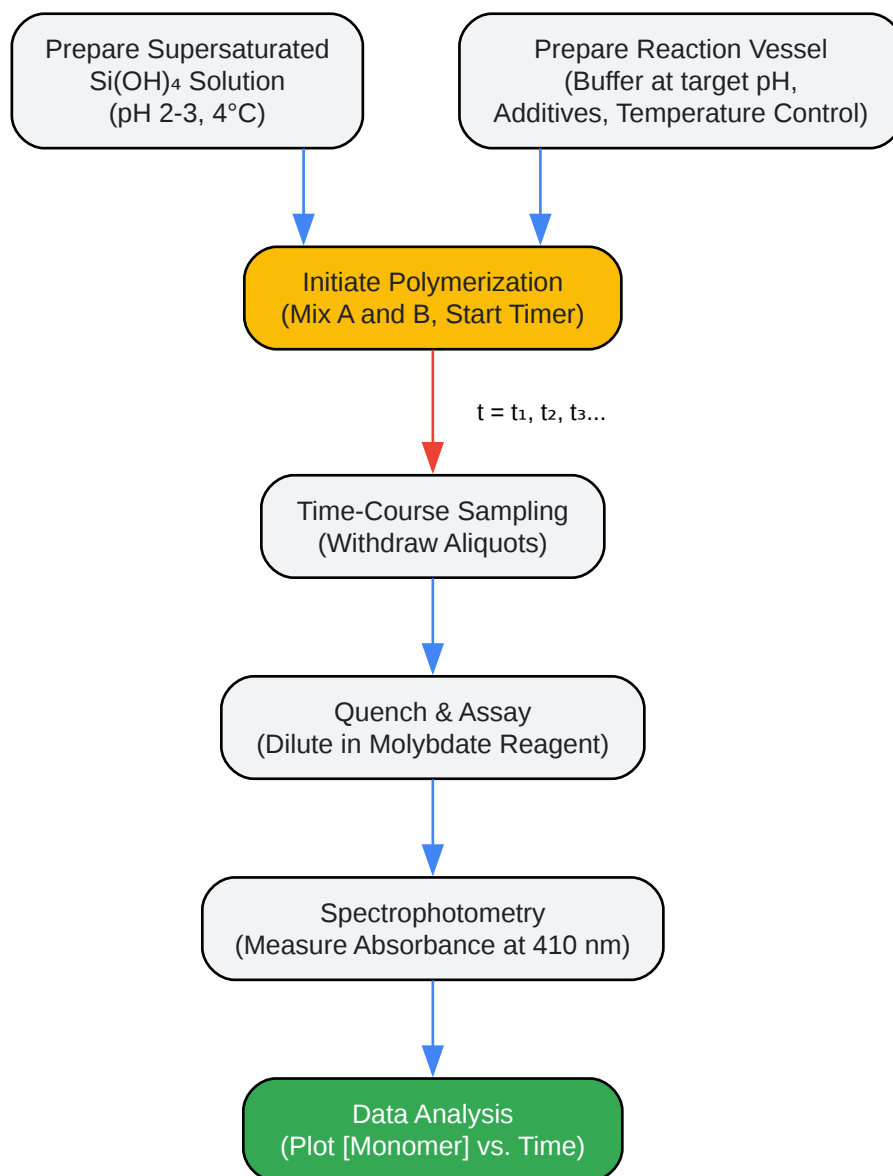 Prepare Supersaturated
Si(OH)₄ Solution
(pH 2-3, 4°C)
Prepare Reaction Vessel
(Buffer at target pH,
Additives, Temperature Control)
Initiate Polymerization
(Mix A and B, Start Timer)
t = t₁, t₂, t₃...
Time-Course Sampling
(Withdraw Aliquots)
Quench & Assay
(Dilute in Molybdate Reagent)
Spectrophotometry
(Measure Absorbance at 410 nm)
Data Analysis
(Plot [Monomer] vs. Time)